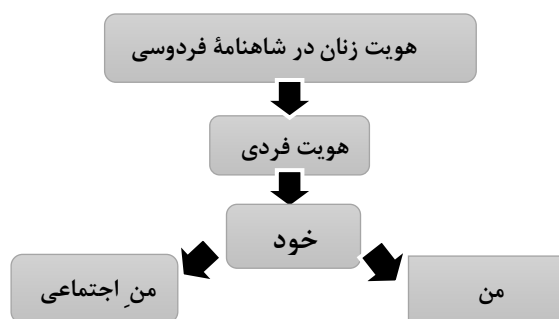 هویت زنان در شاهنامهٔ فردوسی
هویت فردی
خود
من
منِ اجتماعی